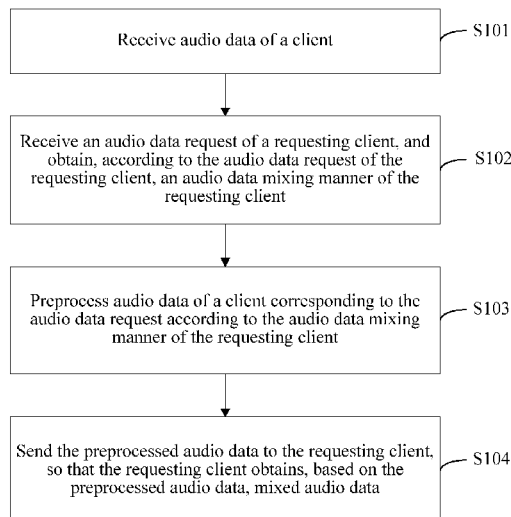 Receive audio data of a client
S101
Receive an audio data request of a requesting client, and
obtain, according to the audio data request of the
requesting client, an audio data mixing manner of the
requesting client
S102
Preprocess audio data of a client corresponding to the
audio data request according to the audio data mixing
manner of the requesting client
S103
Send the preprocessed audio data to the requesting client,
so that the requesting client obtains, based on the
preprocessed audio data, mixed audio data
S104